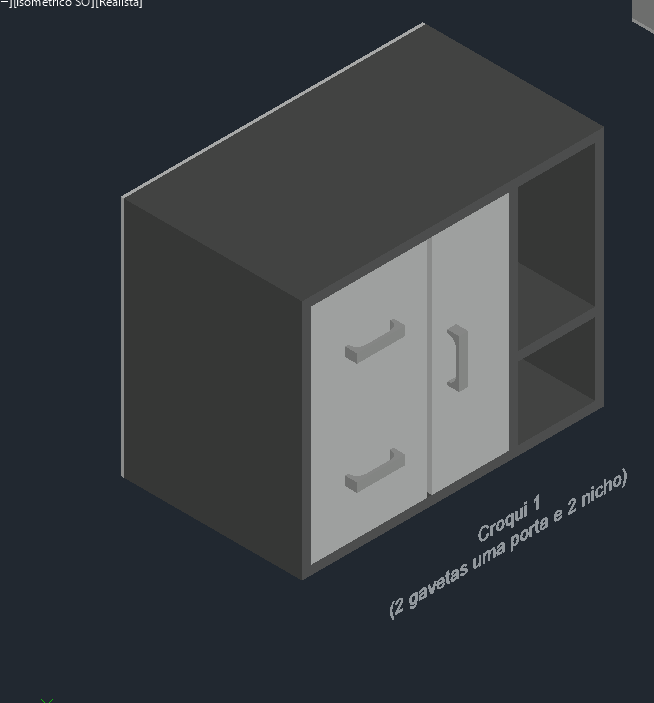 −][Isométrico SO][Realista]
Croqui 1
(2 gavetas uma porta e 2 nicho)